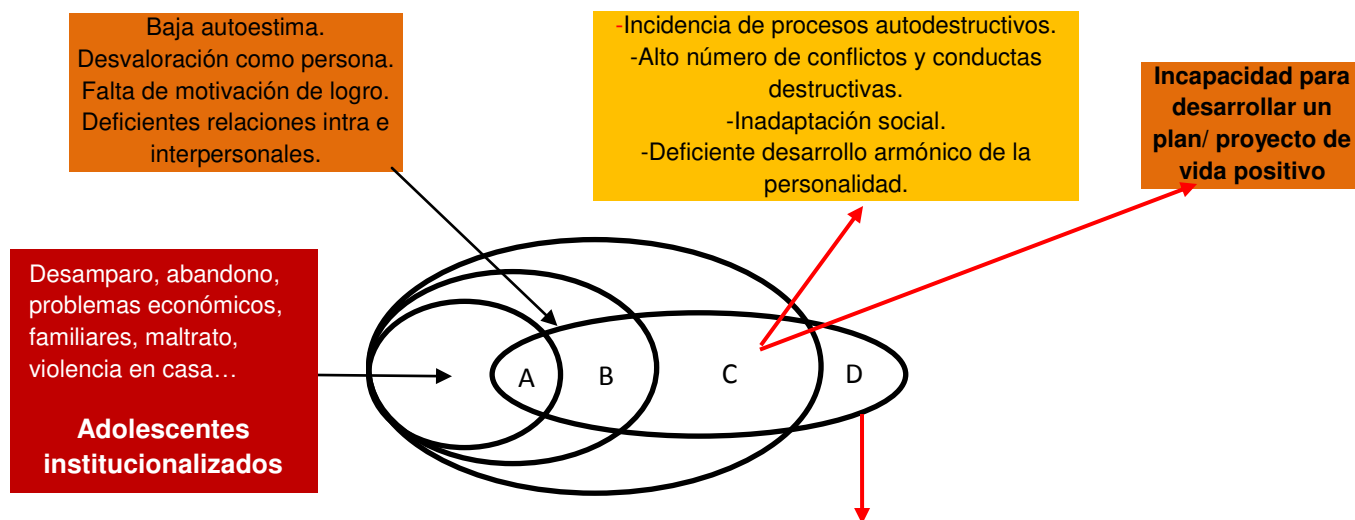 Baja autoestima.
Desvaloración como persona.
Falta de motivación de logro.
Deficientes relaciones intra e
interpersonales.
-Incidencia de procesos autodestructivos.
-Alto número de conflictos y conductas
destructivas.
-Inadaptación social.
-Deficiente desarrollo armónico de la
personalidad.
Incapacidad para
desarrollar un
plan/ proyecto de
vida positivo
Desamparo, abandono,
problemas económicos,
familiares, maltrato,
violencia en casa…
Adolescentes
institucionalizados
A B C D